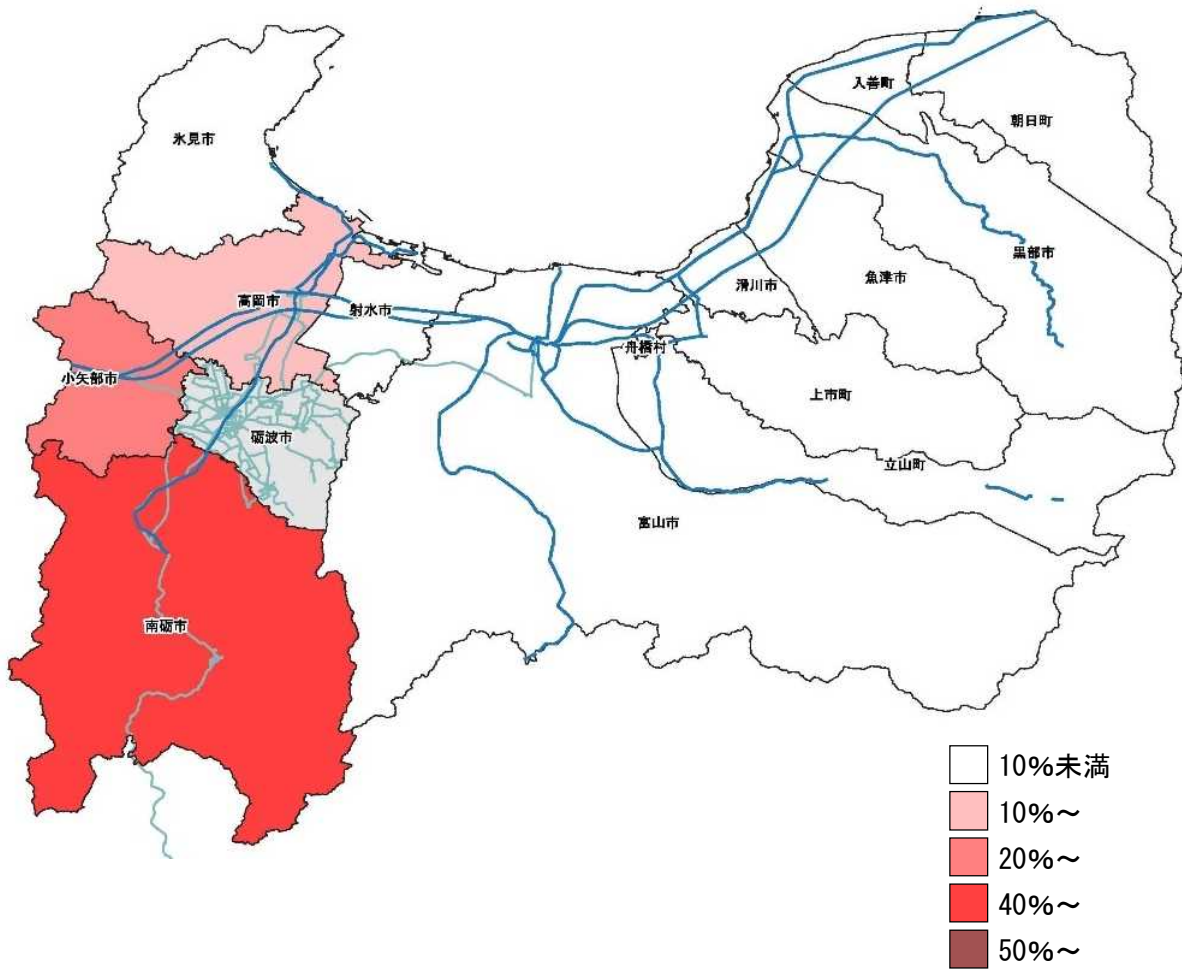 氷見市
入善町
朝日町
黒部市
魚津市
滑川市
高岡市
射水市
舟橋村
小矢部市
上市町
砺波市
立山町
富山市
南砺市
10%未満
10%～
20%～
40%～
50%～